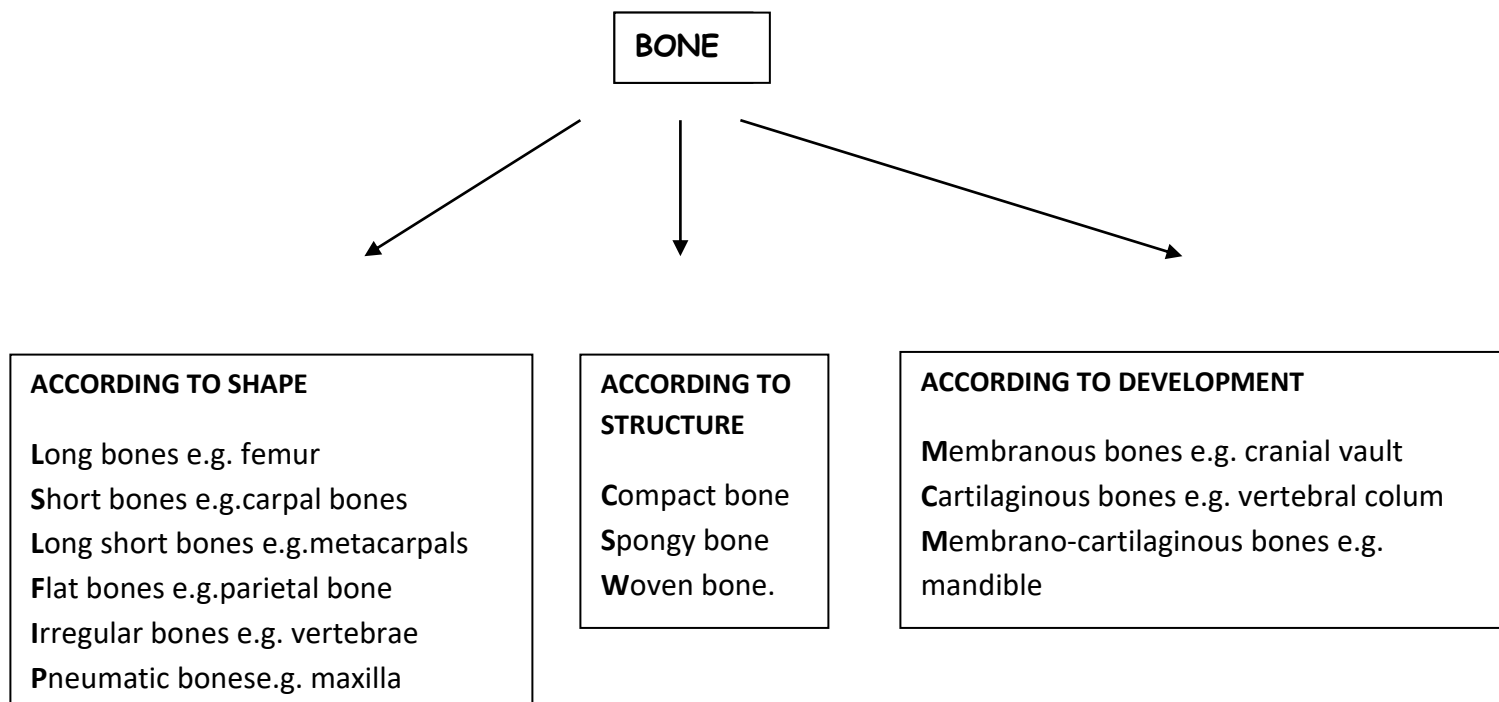 BONE
ACCORDING TO SHAPE
Long bones e.g. femur
Short bones e.g.carpal bones
Long short bones e.g.metacarpals
Flat bones e.g.parietal bone
Irregular bones e.g. vertebrae
Pneumatic bonese.g. maxilla
ACCORDING TO
STRUCTURE
Compact bone
Spongy bone
Woven bone.
ACCORDING TO DEVELOPMENT
Membranous bones e.g. cranial vault
Cartilaginous bones e.g. vertebral colum
Membrano-cartilaginous bones e.g.
mandible